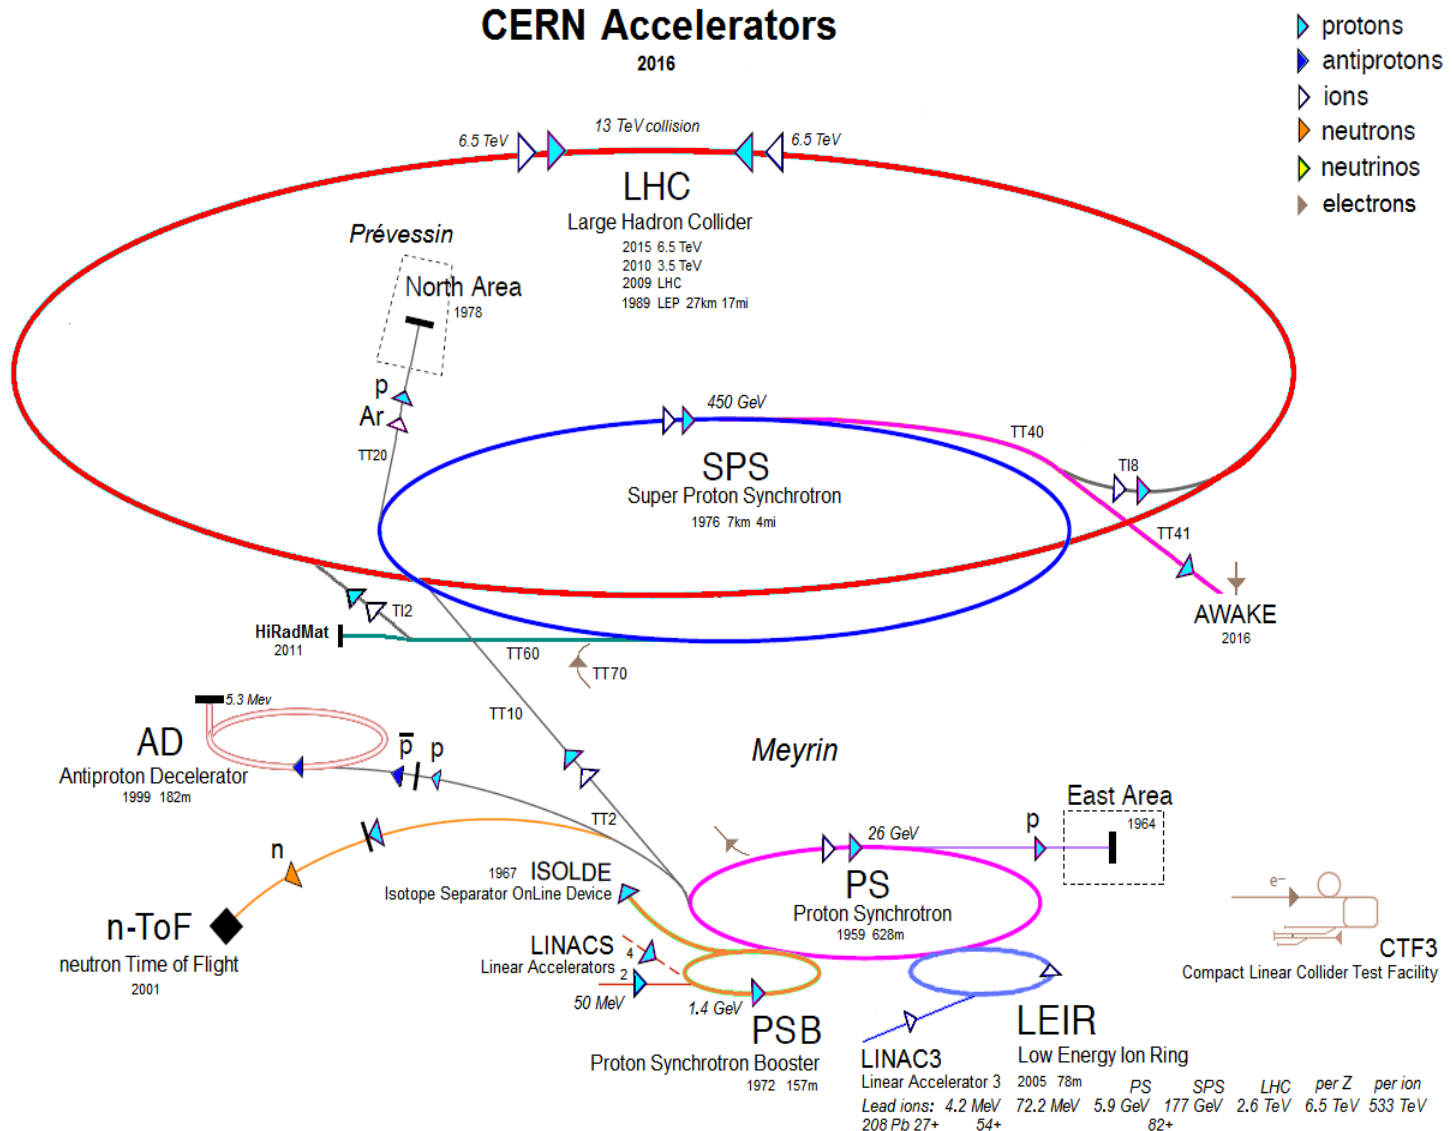 CERN Accelerators
2016
protons
antiprotons
ions
neutrons
neutrinos
electrons
6.5 TeV
13 TeV collision
6.5 TeV
LHC
Large Hadron Collider
2015 6.5 TeV
2010 3.5 TeV
2009 LHC
1989 LEP 27km 17mi
Prévessin
North Area
1978
p
Ar
TT20
450 GeV
SPS
Super Proton Synchrotron
1976 7km 4mi
TT40
TI8
TT41
AWAKE
2016
TI2
HiRadMat
2011
TT60
TT70
TT10
5.3 Mev
AD
Antiproton Decelerator
1999 182m
p̅
p
Meyrin
TT2
n
n-ToF
neutron Time of Flight
2001
East Area
1964
p
26 GeV
PS
Proton Synchrotron
1959 628m
1967 ISOLDE
Isotope Separator OnLine Device
LINACS
Linear Accelerators
4
2
50 MeV
1.4 GeV
PSB
Proton Synchrotron Booster
1972 157m
e−
CTF3
Compact Linear Collider Test Facility
LEIR
Low Energy Ion Ring
2005 78m
LINAC3
Linear Accelerator 3
PS SPS LHC per Z per ion
Lead ions: 4.2 MeV 72.2 MeV 5.9 GeV 177 GeV 2.6 TeV 6.5 TeV 533 TeV
208 Pb 27+ 54+ 82+